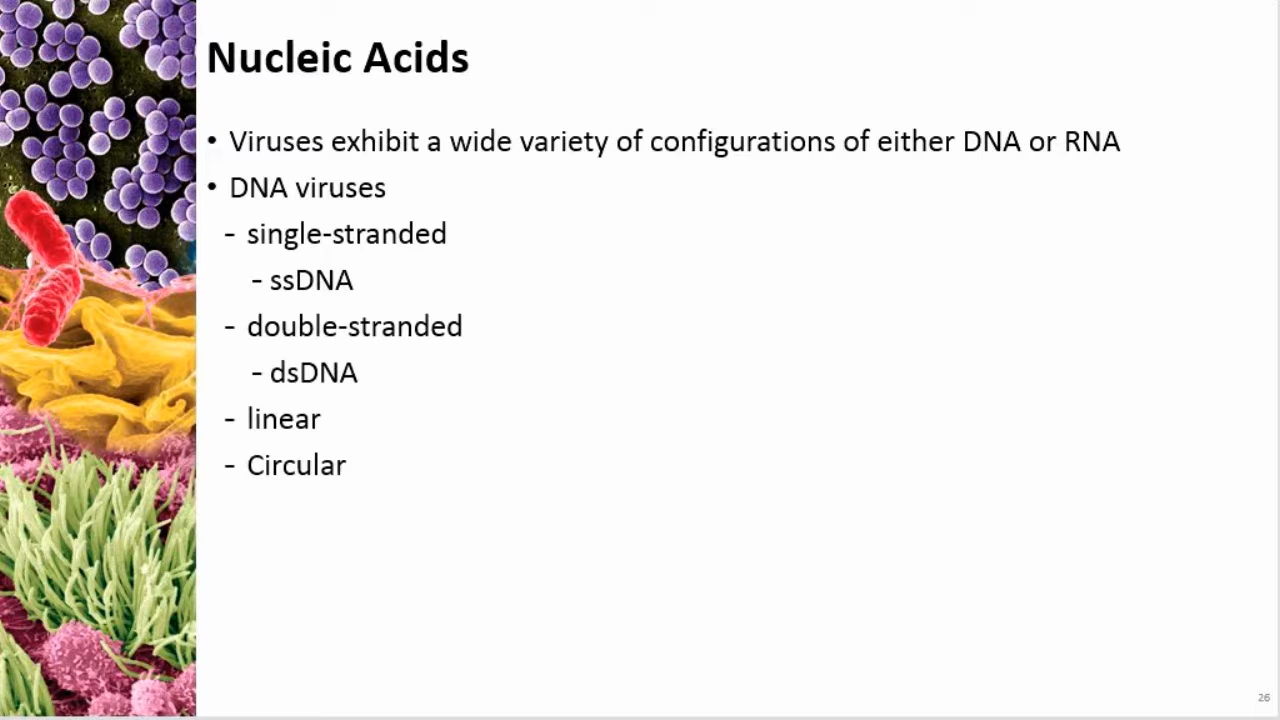 Nucleic Acids
• Viruses exhibit a wide variety of configurations of either DNA or RNA
• DNA viruses
- single-stranded
- ssDNA
- double-stranded
- dsDNA
- linear
- Circular
26